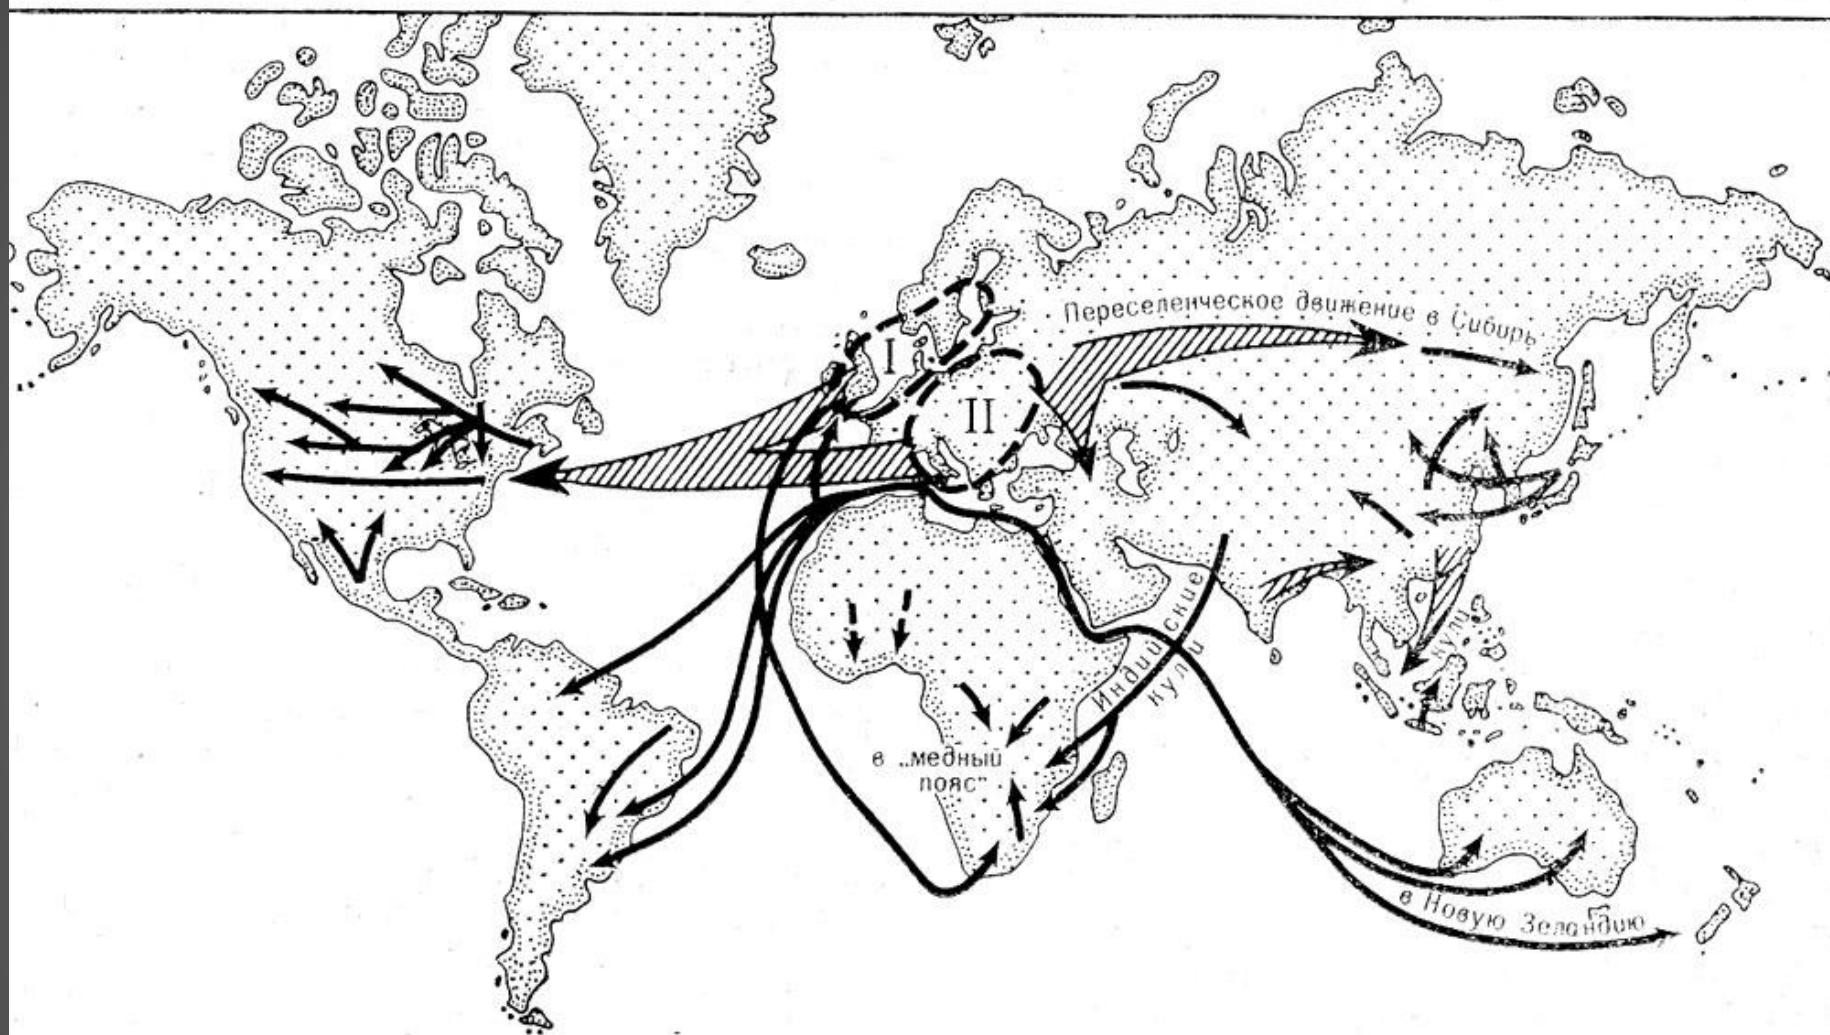 I
II
Переселенческое движение в Сибирь
Индийские
кули
кули
в „медный
пояс"
в Новую Зеландию